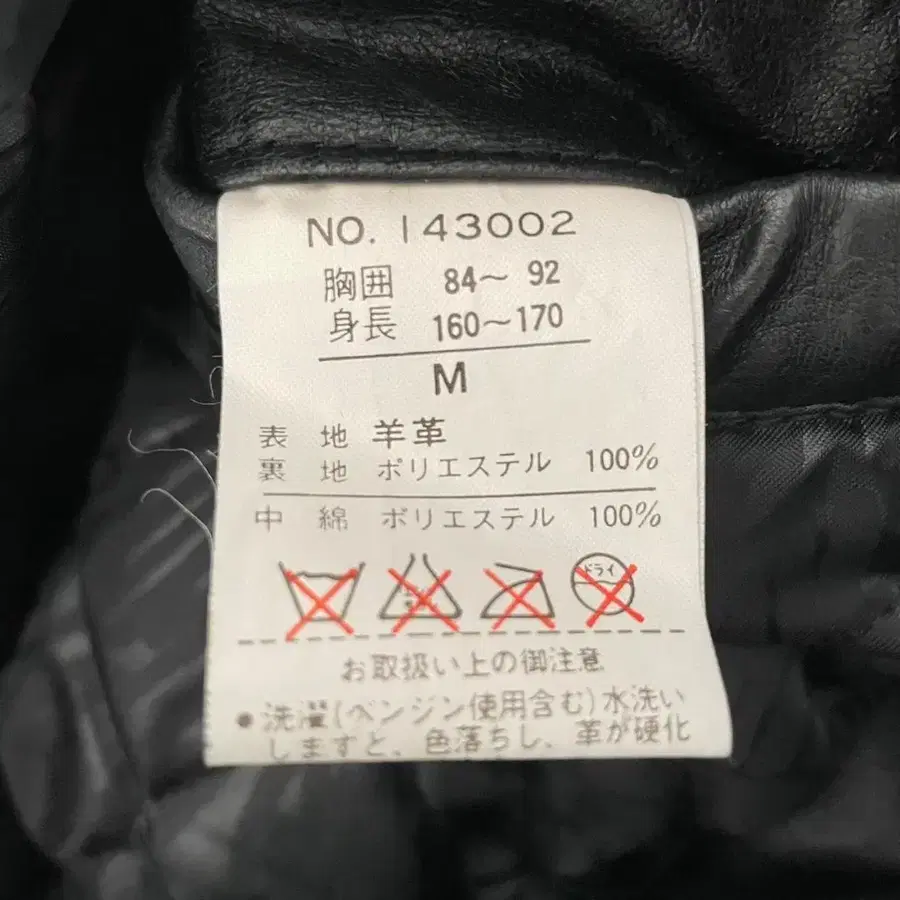 NO. 143002
胸囲 84～ 92
身長 160～170
M
表 地 羊革
裏 地 ポリエステル 100%
中 綿 ポリエステル 100%
ドライ
お取扱い上の御注意
●洗濯(ベンジン使用含む)水洗い
しますと、色落ちし、革が硬化